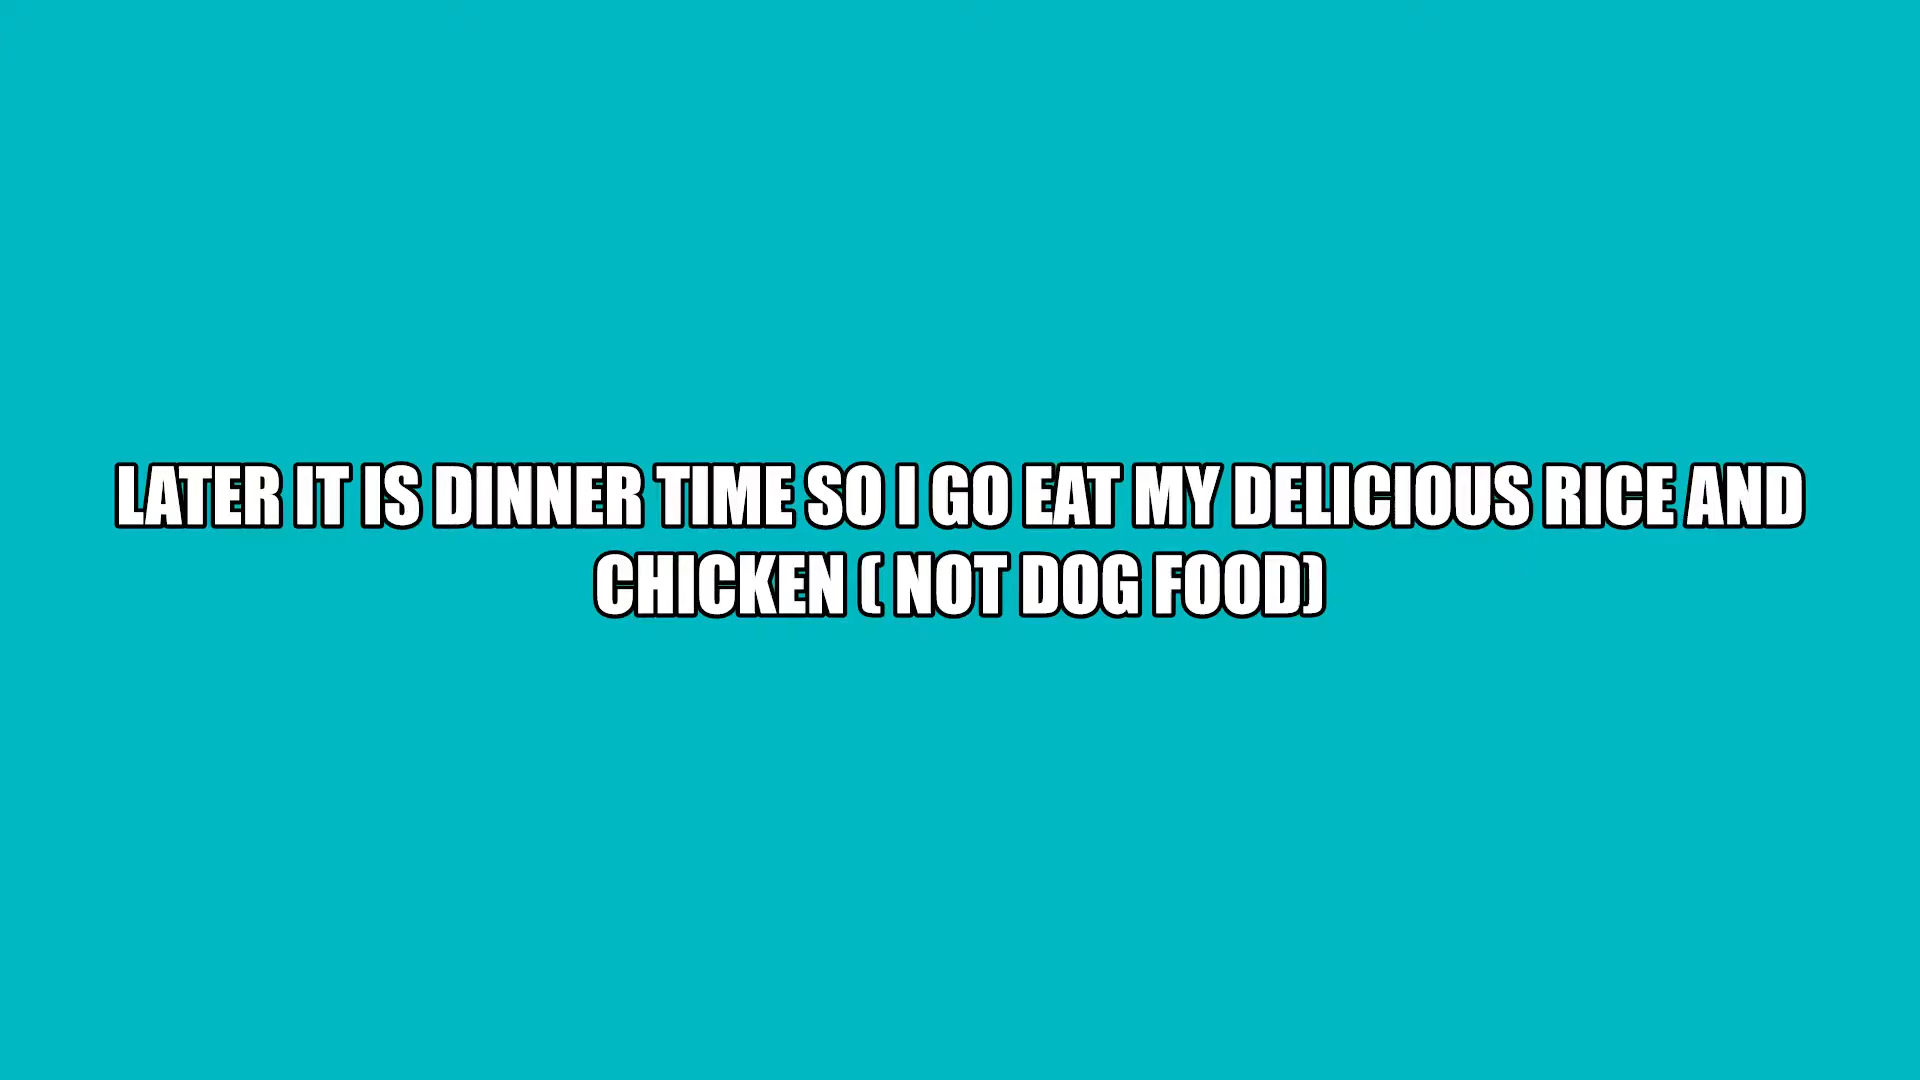 LATER IT IS DINNER TIME SO I GO EAT MY DELICIOUS RICE AND
CHICKEN ( NOT DOG FOOD)